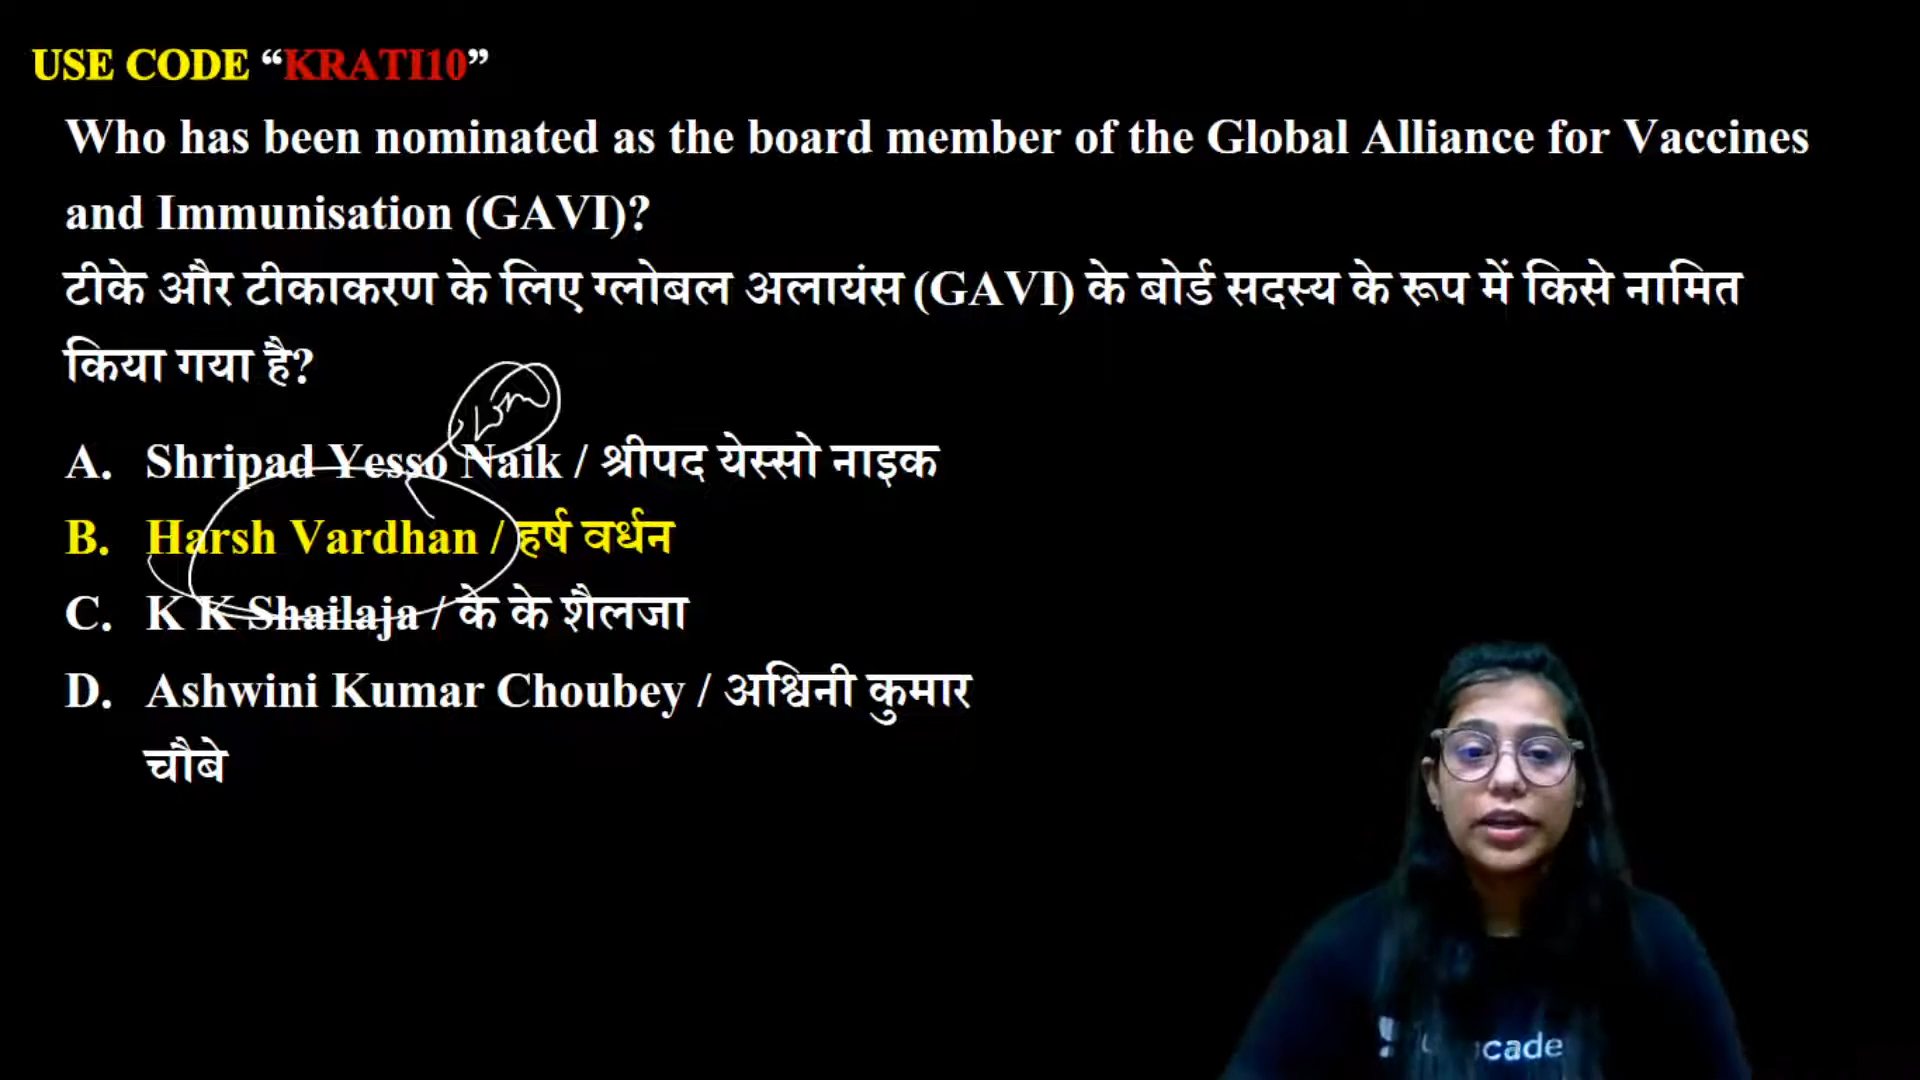 USE CODE “KRATI10”
Who has been nominated as the board member of the Global Alliance for Vaccines
and Immunisation (GAVI)?
टीके और टीकाकरण के लिए ग्लोबल अलायंस (GAVI) के बोर्ड सदस्य के रूप में किसे नामित
किया गया है?
A. Shripad Yesso Naik / श्रीपद येस्सो नाइक
B. Harsh Vardhan / हर्ष वर्धन
C. K K Shailaja / के के शैलजा
D. Ashwini Kumar Choubey / अश्विनी कुमार
चौबे